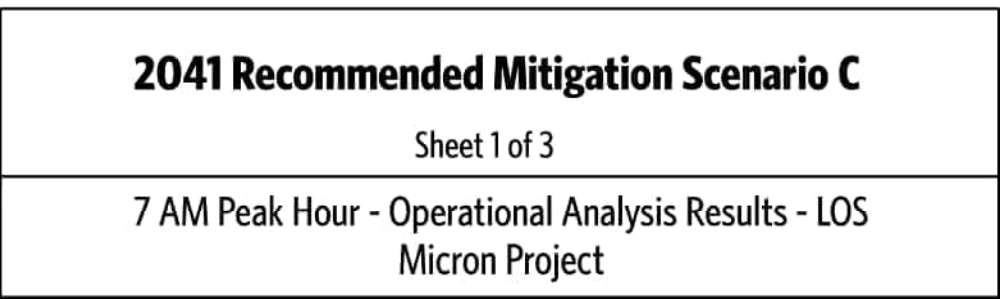 2041 Recommended Mitigation Scenario C
Sheet 1 of 3
7 AM Peak Hour - Operational Analysis Results - LOS
Micron Project